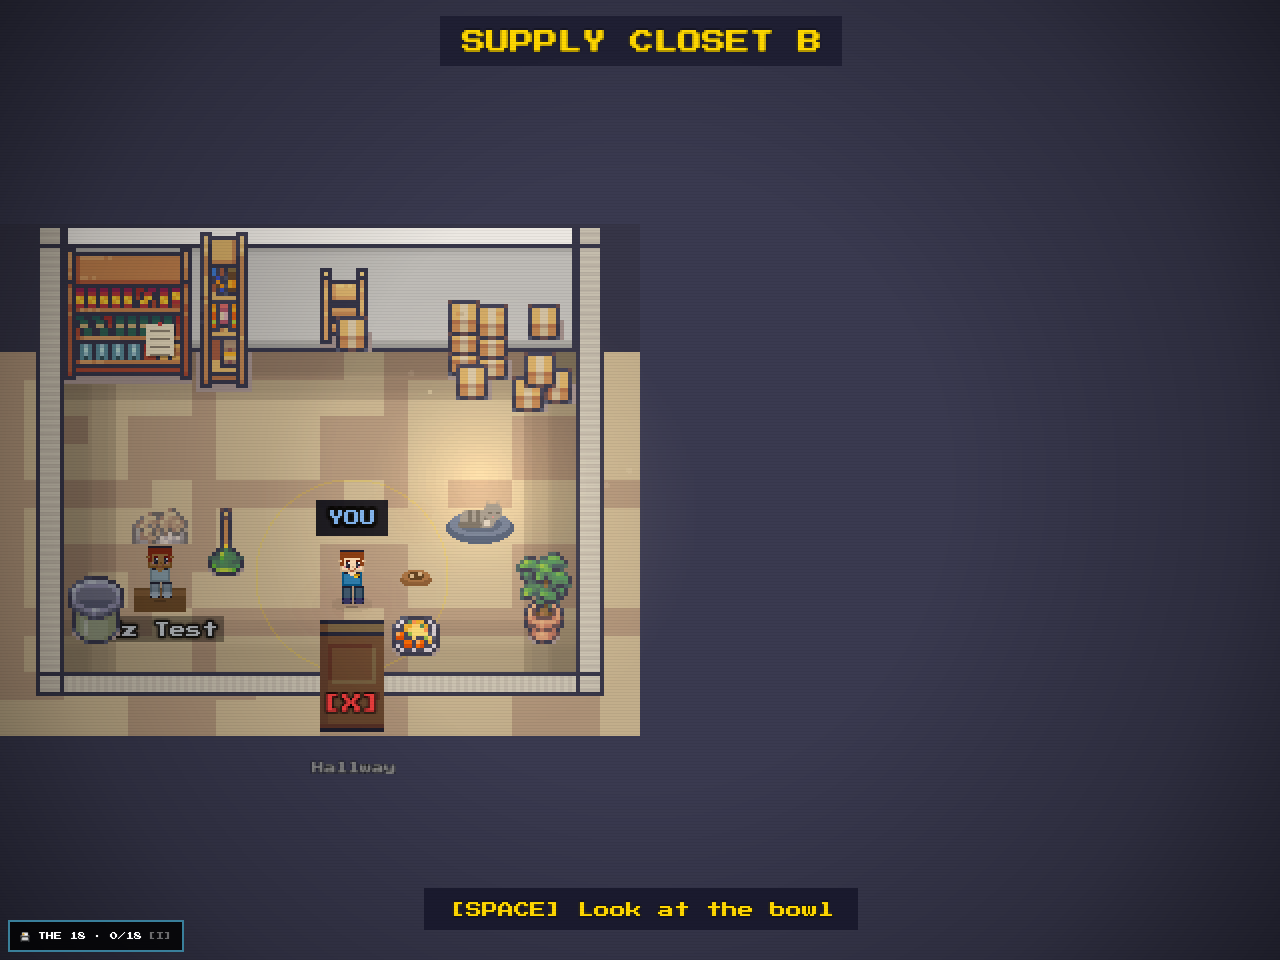 SUPPLY CLOSET B
YOU
z Test
[X]
Hallway
[SPACE] Look at the bowl
THE 18 · 0/18 [I]